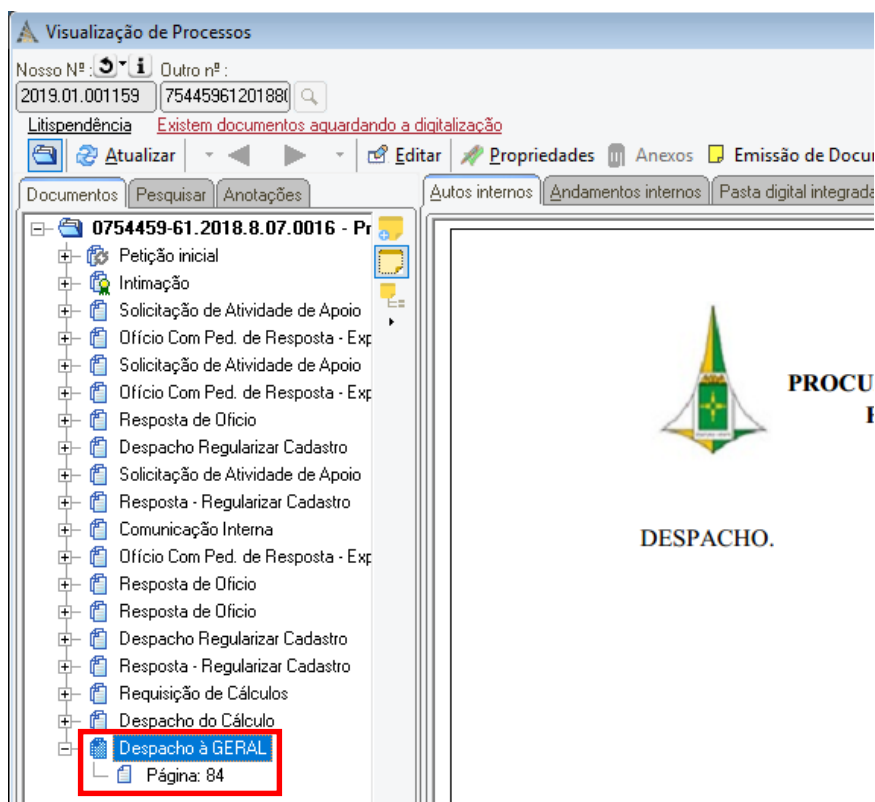 Visualização de Processos
Nosso Nº : Outro nº :
2019.01.001159 75445961201880
Litispendência Existem documentos aguardando a digitalização
Atualizar Editar Propriedades Anexos Emissão de Docu
Documentos Pesquisar Anotações Autos internos Andamentos internos Pasta digital integrada
0754459-61.2018.8.07.0016 - Pr
Petição inicial
Intimação
Solicitação de Atividade de Apoio
Ofício Com Ped. de Resposta - Exp
Solicitação de Atividade de Apoio
Ofício Com Ped. de Resposta - Exp
Resposta de Oficio
Despacho Regularizar Cadastro
Solicitação de Atividade de Apoio
Resposta - Regularizar Cadastro
Comunicação Interna
Ofício Com Ped. de Resposta - Exp
Resposta de Oficio
Resposta de Oficio
Despacho Regularizar Cadastro
Resposta - Regularizar Cadastro
Requisição de Cálculos
Despacho do Cálculo
Despacho à GERAL
Página: 84
PROCU
DESPACHO.